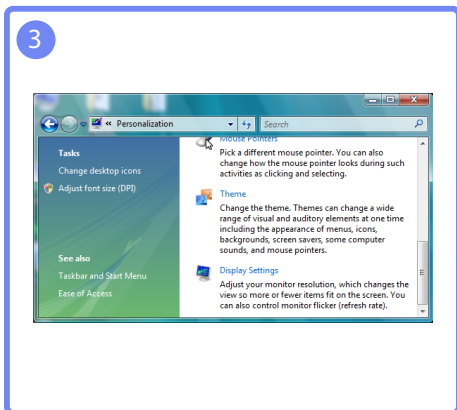 3
« Personalization
Search
Tasks
Change desktop icons
Adjust font size (DPI)
See also
Taskbar and Start Menu
Ease of Access
Mouse Pointers
Pick a different mouse pointer. You can also
change how the mouse pointer looks during such
activities as clicking and selecting.
Theme
Change the theme. Themes can change a wide
range of visual and auditory elements at one time
including the appearance of menus, icons,
backgrounds, screen savers, some computer
sounds, and mouse pointers.
Display Settings
Adjust your monitor resolution, which changes the
view so more or fewer items fit on the screen. You
can also control monitor flicker (refresh rate).